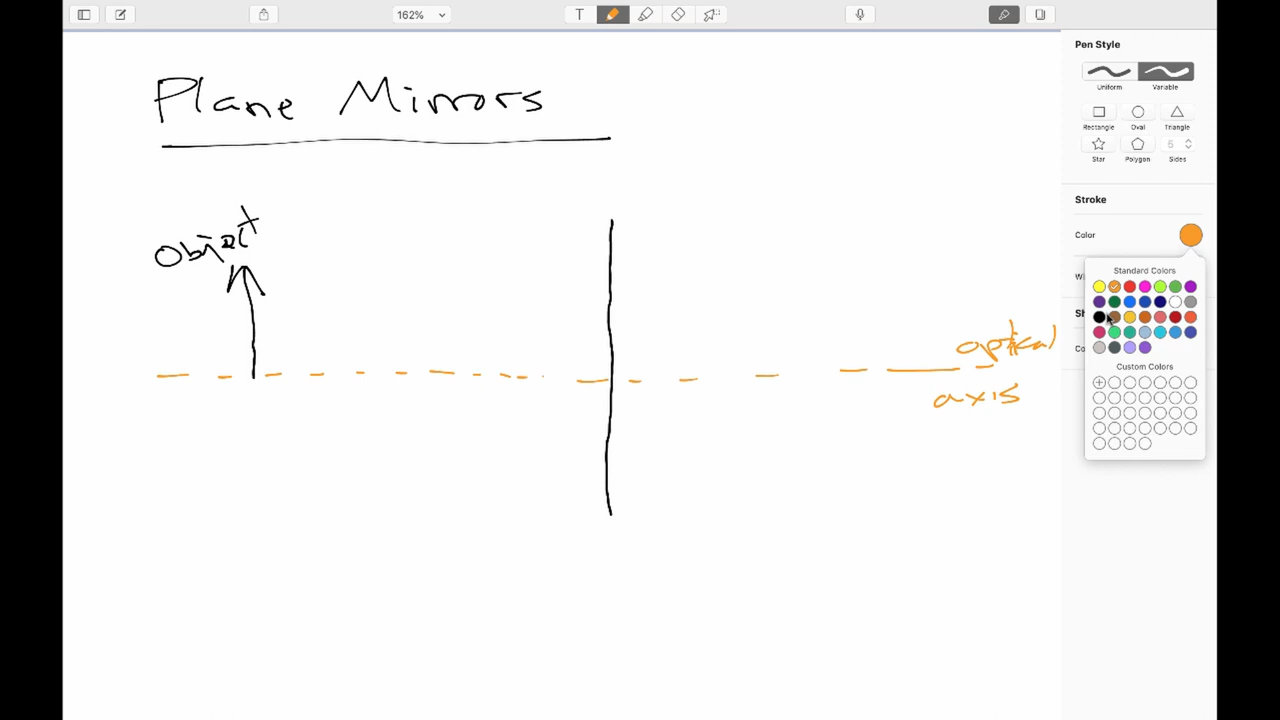 162%
T
Pen Style
Uniform Variable
Rectangle Oval Triangle
5
Star Polygon Sides
Stroke
Color
Standard Colors
Custom Colors
Plane Mirrors
Object
optical
axis